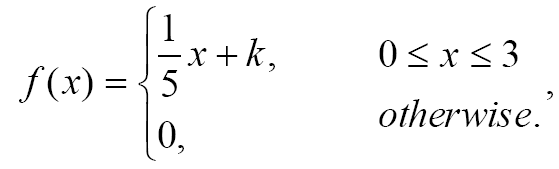 f(x) = { 1/5 x + k, 0 ≤ x ≤ 3
0, otherwise. ,